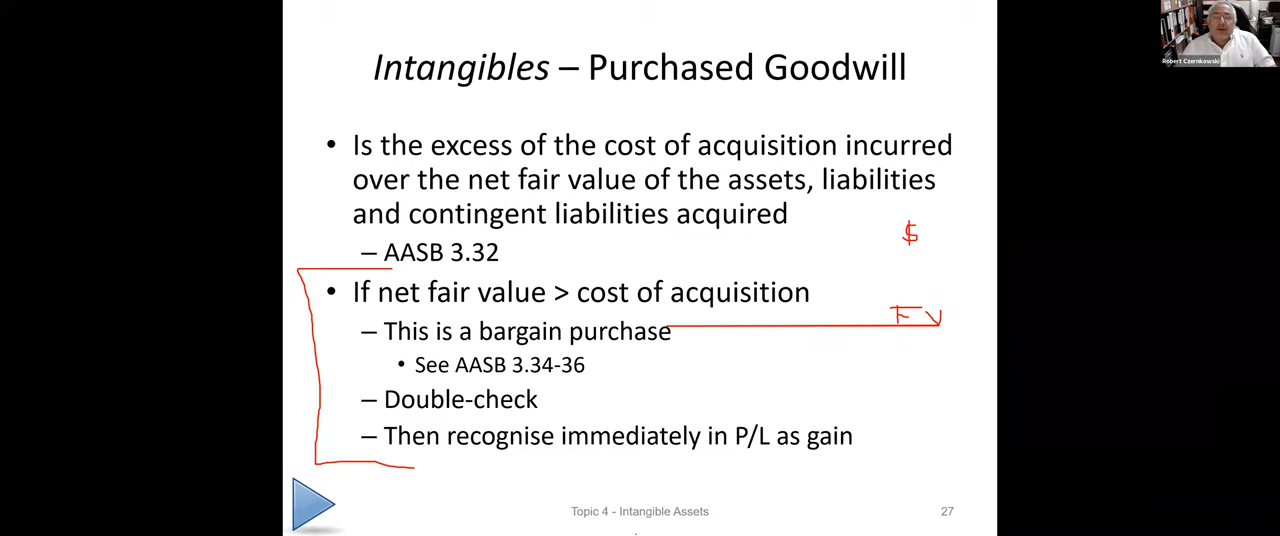 Robert Czernkowski
Intangibles – Purchased Goodwill
• Is the excess of the cost of acquisition incurred
over the net fair value of the assets, liabilities
and contingent liabilities acquired
$
– AASB 3.32
• If net fair value > cost of acquisition
FV
– This is a bargain purchase
• See AASB 3.34-36
– Double-check
– Then recognise immediately in P/L as gain
Topic 4 - Intangible Assets
27